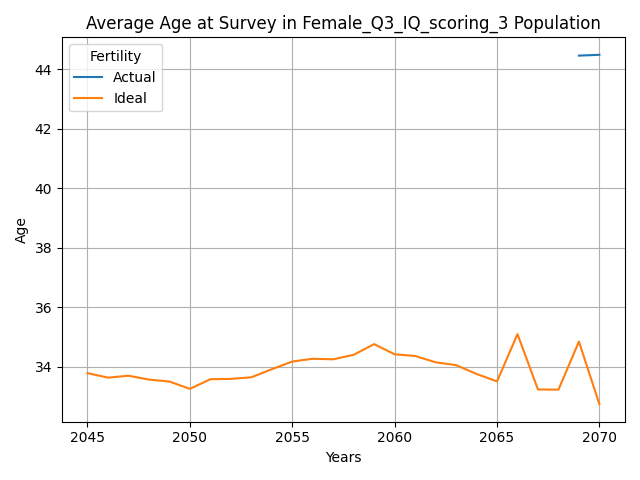 Average Age at Survey in Female_Q3_IQ_scoring_3 Population
Fertility
Actual
Ideal
44
42
40
38
36
34
Age
2045 2050 2055 2060 2065 2070
Years